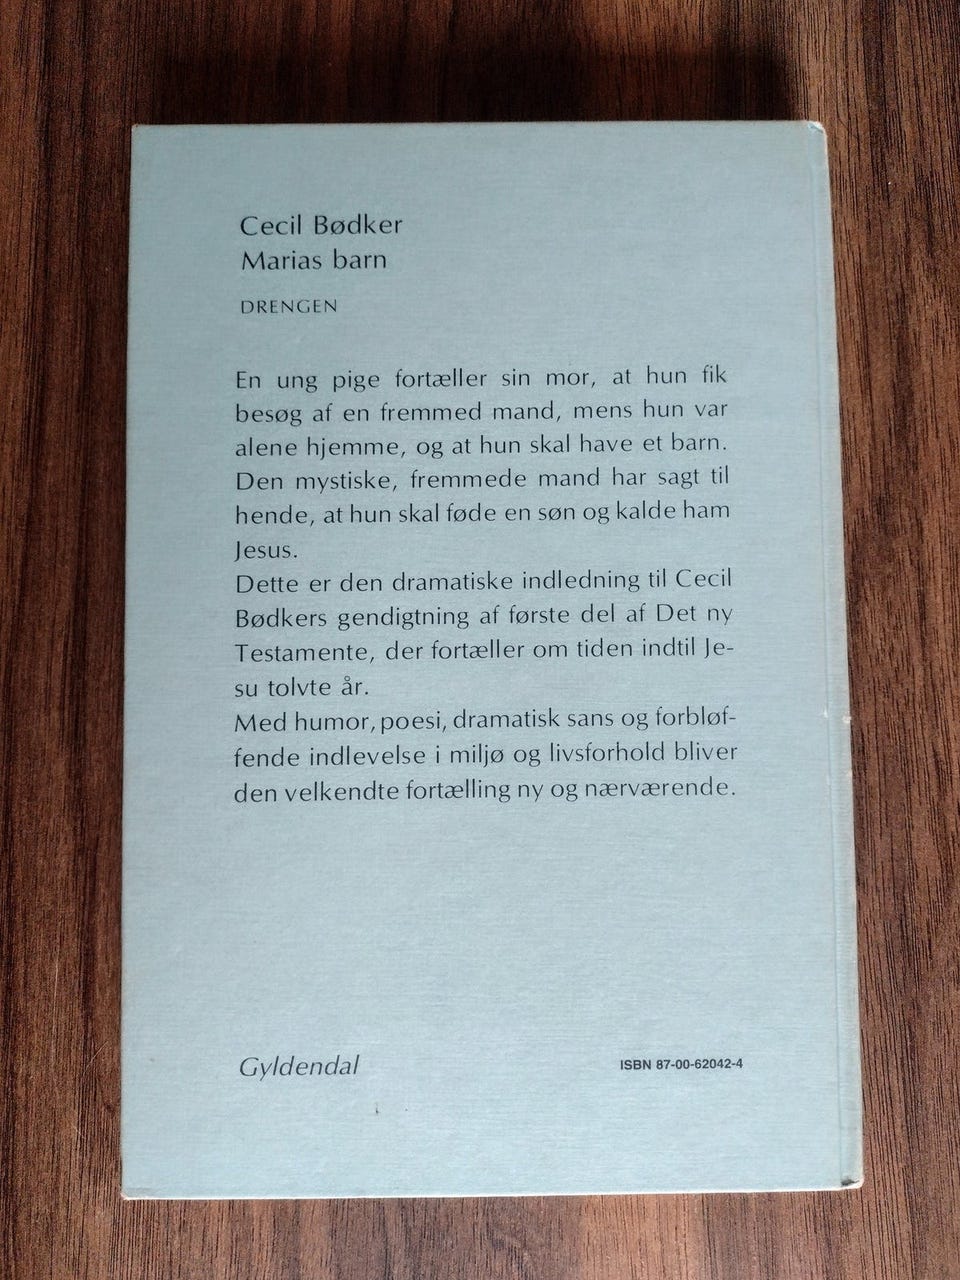 Cecil Bødker
Marias barn
DRENGEN
En ung pige fortæller sin mor, at hun fik
besøg af en fremmed mand, mens hun var
alene hjemme, og at hun skal have et barn.
Den mystiske, fremmede mand har sagt til
hende, at hun skal føde en søn og kalde ham
Jesus.
Dette er den dramatiske indledning til Cecil
Bødkers gendigtning af første del af Det ny
Testamente, der fortæller om tiden indtil Je-
su tolvte år.
Med humor, poesi, dramatisk sans og forbløf-
fende indlevelse i miljø og livsforhold bliver
den velkendte fortælling ny og nærværende.
Gyldendal
ISBN 87-00-62042-4